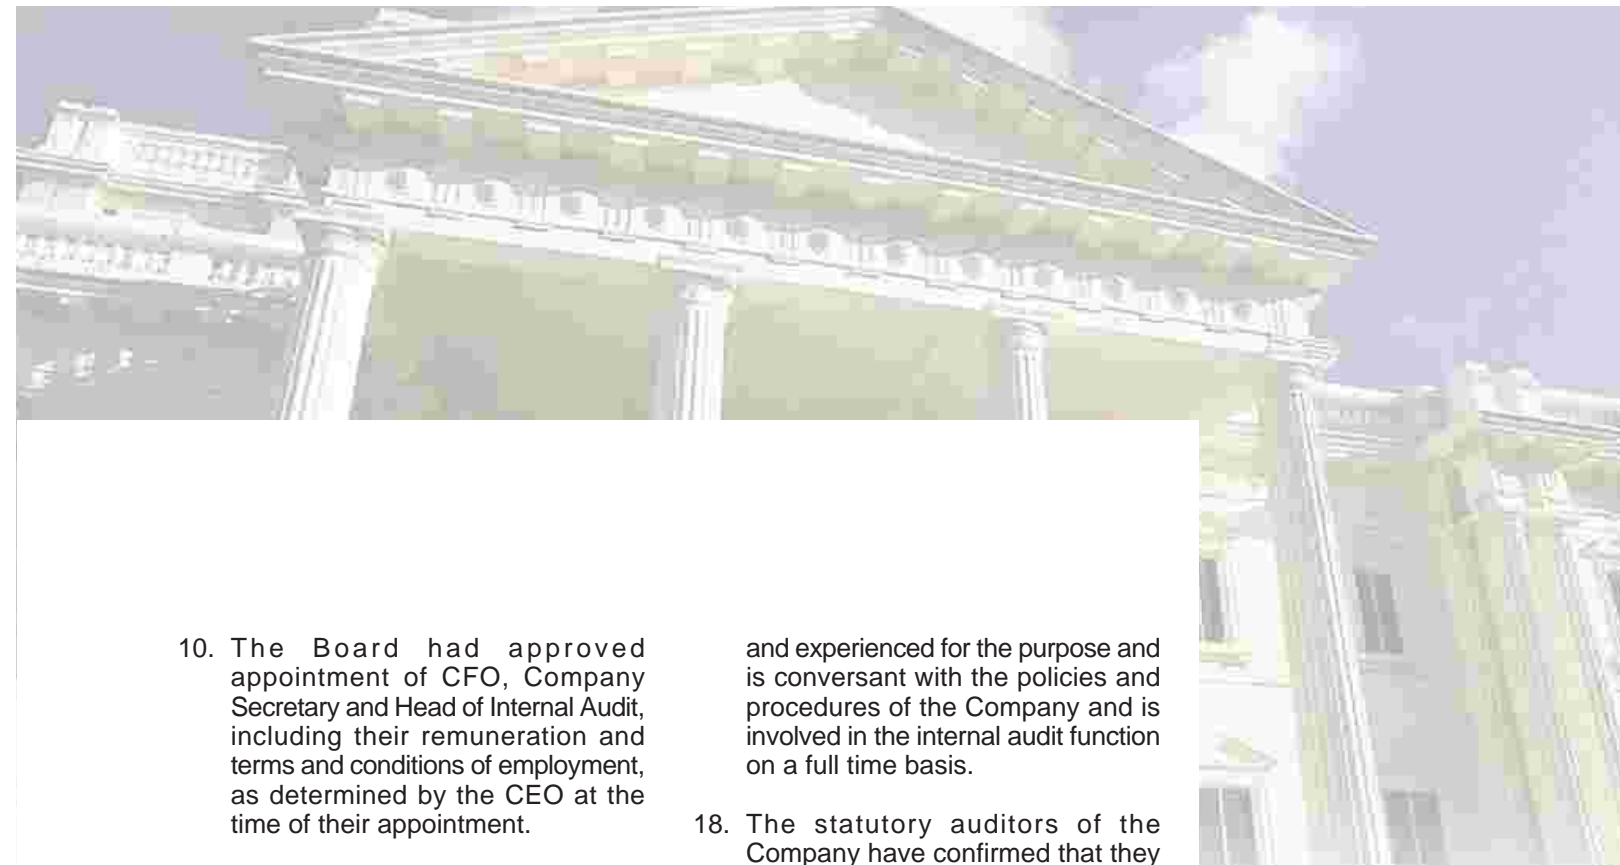 10. The Board had approved
appointment of CFO, Company
Secretary and Head of Internal Audit,
including their remuneration and
terms and conditions of employment,
as determined by the CEO at the
time of their appointment.
and experienced for the purpose and
is conversant with the policies and
procedures of the Company and is
involved in the internal audit function
on a full time basis.
18. The statutory auditors of the
Company have confirmed that they